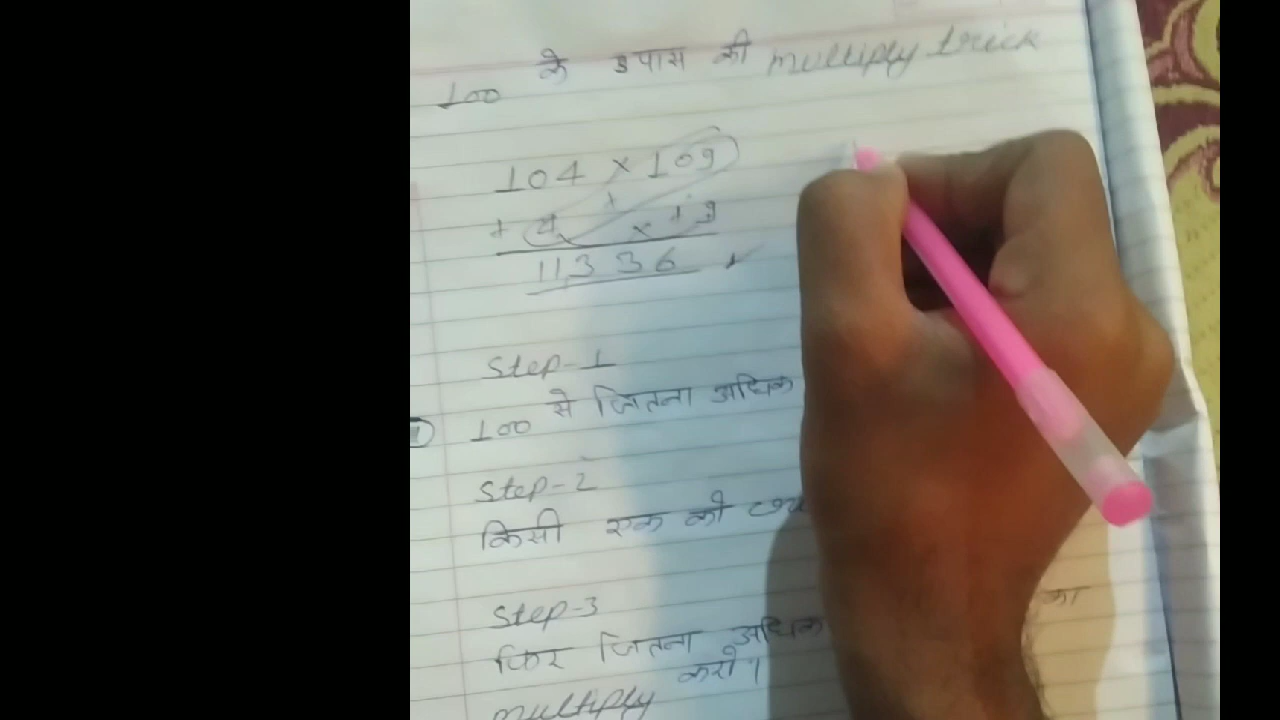 100 के उपास की multiply trick
104 × 109
+ 4 × + 9
11336
Step-1
100 से जितना अधिक
Step-2
किसी एक को
Step-3
फिर जितना अधिक का
multiply करो।